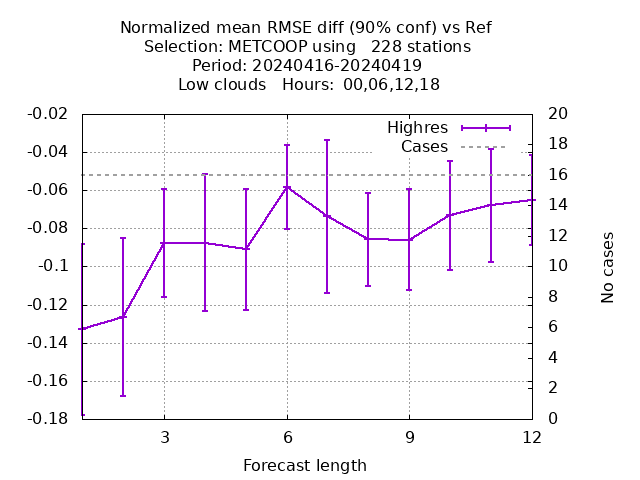 Normalized mean RMSE diff (90% conf) vs Ref
Selection: METCOOP using   228 stations
Period: 20240416-20240419
Low clouds   Hours:  00,06,12,18
Highres
Cases
-0.02
-0.04
-0.06
-0.08
-0.1
-0.12
-0.14
-0.16
-0.18
20
18
16
14
12
10
8
6
4
2
0
No cases
3 6 9 12
Forecast length